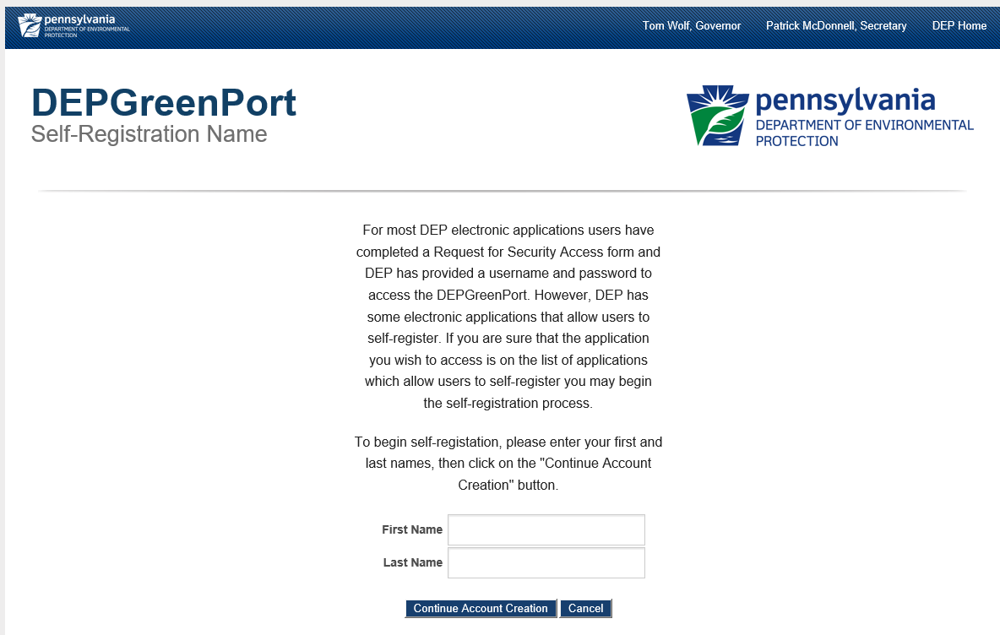 pennsylvania
DEPARTMENT OF ENVIRONMENTAL
PROTECTION
Tom Wolf, Governor
Patrick McDonnell, Secretary
DEP Home
DEPGreenPort
Self-Registration Name
pennsylvania
DEPARTMENT OF ENVIRONMENTAL
PROTECTION
For most DEP electronic applications users have
completed a Request for Security Access form and
DEP has provided a username and password to
access the DEPGreenPort. However, DEP has
some electronic applications that allow users to
self-register. If you are sure that the application
you wish to access is on the list of applications
which allow users to self-register you may begin
the self-registration process.
To begin self-registation, please enter your first and
last names, then click on the "Continue Account
Creation" button.
First Name
Last Name
Continue Account Creation
Cancel